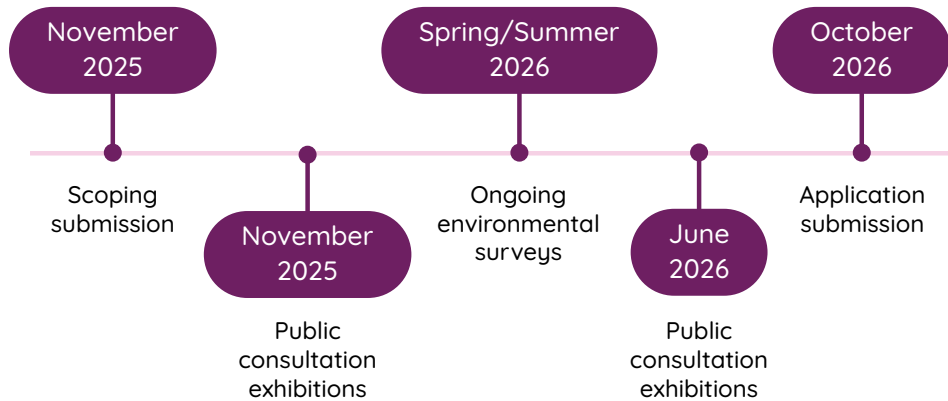 November
2025
Scoping
submission
November
2025
Public
consultation
exhibitions
Spring/Summer
2026
Ongoing
environmental
surveys
June
2026
Public
consultation
exhibitions
October
2026
Application
submission